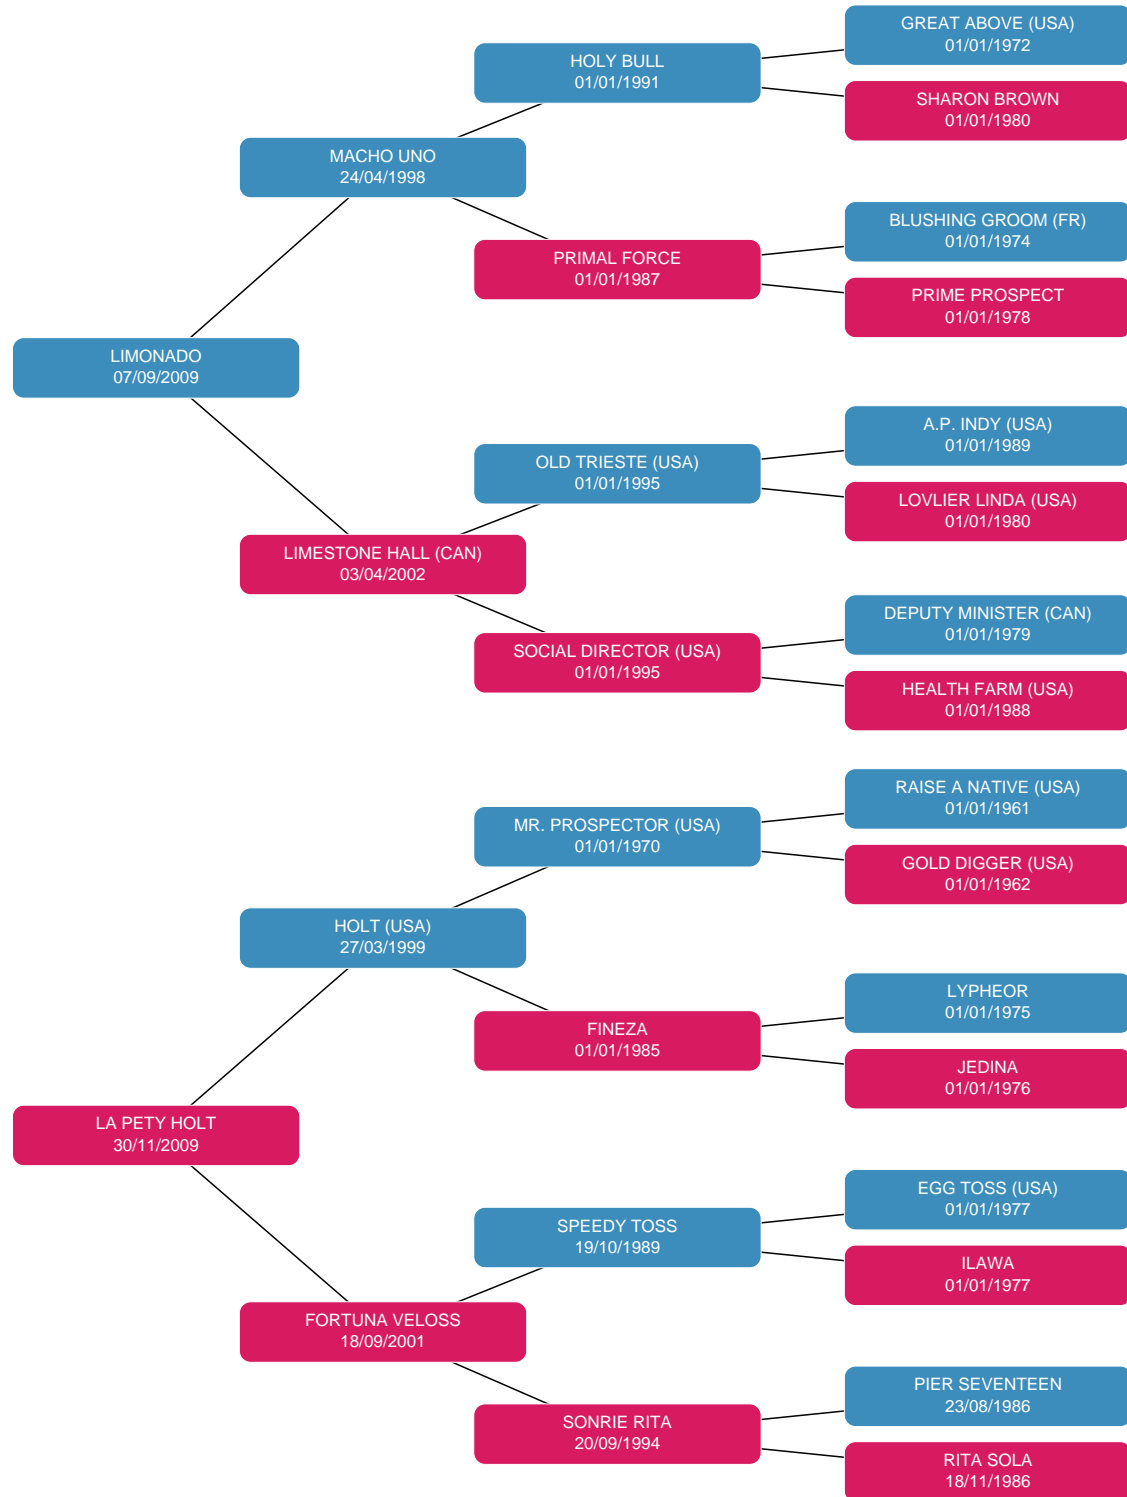 GREAT ABOVE (USA)
01/01/1972
HOLY BULL
01/01/1991
SHARON BROWN
01/01/1980
MACHO UNO
24/04/1998
BLUSHING GROOM (FR)
01/01/1974
PRIMAL FORCE
01/01/1987
PRIME PROSPECT
01/01/1978
LIMONADO
07/09/2009
A.P. INDY (USA)
01/01/1989
OLD TRIESTE (USA)
01/01/1995
LOVLIER LINDA (USA)
01/01/1980
LIMESTONE HALL (CAN)
03/04/2002
DEPUTY MINISTER (CAN)
01/01/1979
SOCIAL DIRECTOR (USA)
01/01/1995
HEALTH FARM (USA)
01/01/1988
RAISE A NATIVE (USA)
01/01/1961
MR. PROSPECTOR (USA)
01/01/1970
GOLD DIGGER (USA)
01/01/1962
HOLT (USA)
27/03/1999
LYPHEOR
01/01/1975
FINEZA
01/01/1985
JEDINA
01/01/1976
LA PETY HOLT
30/11/2009
EGG TOSS (USA)
01/01/1977
SPEEDY TOSS
19/10/1989
ILAWA
01/01/1977
FORTUNA VELOSS
18/09/2001
PIER SEVENTEEN
23/08/1986
SONRIE RITA
20/09/1994
RITA SOLA
18/11/1986